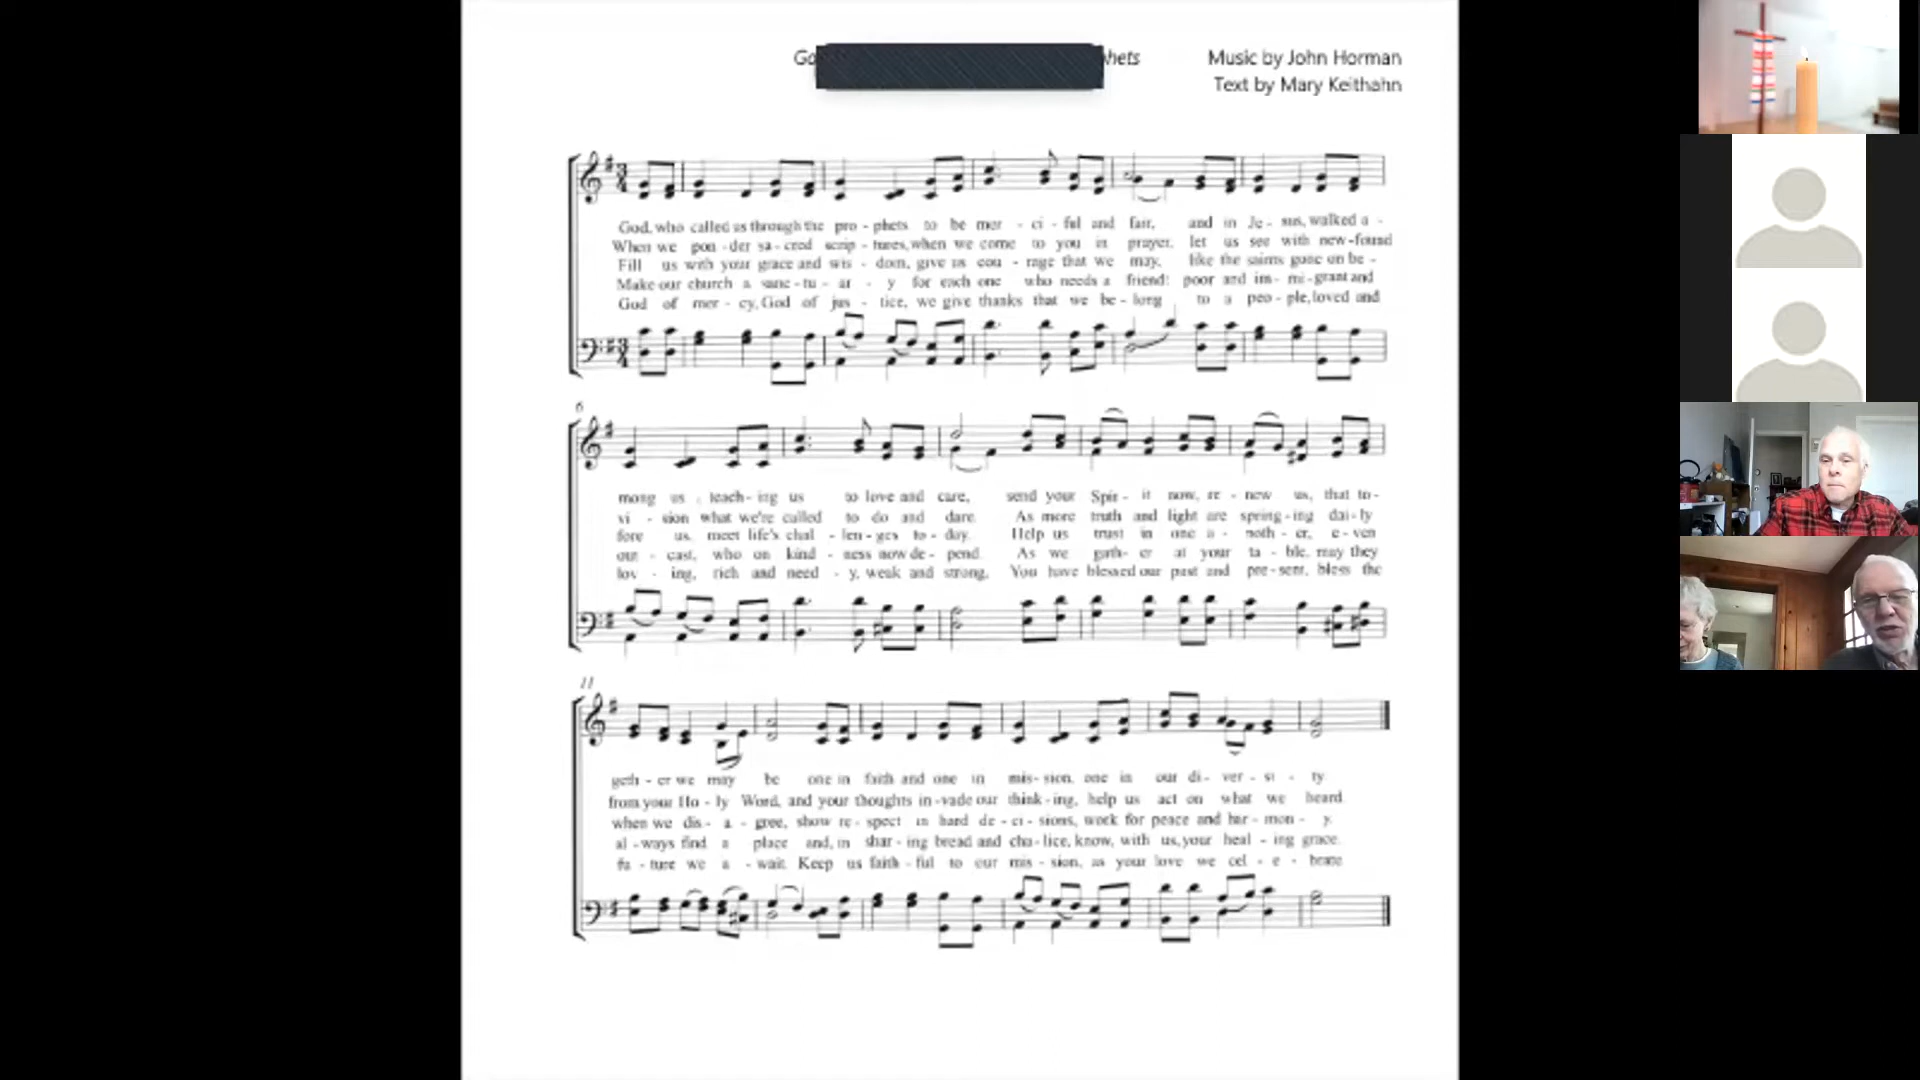 Go hets
Music by John Horman
Text by Mary Keithahn
3 4
God, who called us through the pro - phets to be mer - ci - ful and fair, and in Je - sus, walked a -
When we pon - der sa - cred scrip - tures, when we come to you in prayer, let us see with new - found
Fill us with your grace and wis - dom, give us cou - rage that we may, like the saints gone on be -
Make our church a sanc - tu - ar - y for each one who needs a friend: poor and im - mi - grant and
God of mer - cy, God of jus - tice, we give thanks that we be - long to a peo - ple, loved and
3 4
6
mong us, teach - ing us to love and care, send your Spir - it now, re - new us, that to -
vi - sion what we're called to do and dare. As more truth and light are spring - ing dai - ly
fore us, meet life's chal - len - ges to - day. Help us trust in one a - noth - er, e - ven
out - cast, who on kind - ness now de - pend. As we gath - er at your ta - ble, may they
lov - ing, rich and need - y, weak and strong. You have blessed our past and pre - sent, bless the
11
geth - er we may be one in faith and one in mis - sion, one in our di - ver - si - ty
from your Ho - ly Word, and your thoughts in - vade our think - ing, help us act on what we heard.
when we dis - a - gree, show re - spect in hard de - ci - sions, work for peace and har - mon - y.
al - ways find a place and, in shar - ing bread and cha - lice, know, with us, your heal - ing grace.
fu - ture we a - wait. Keep us faith - ful to our mis - sion, as your love we cel - e - brate